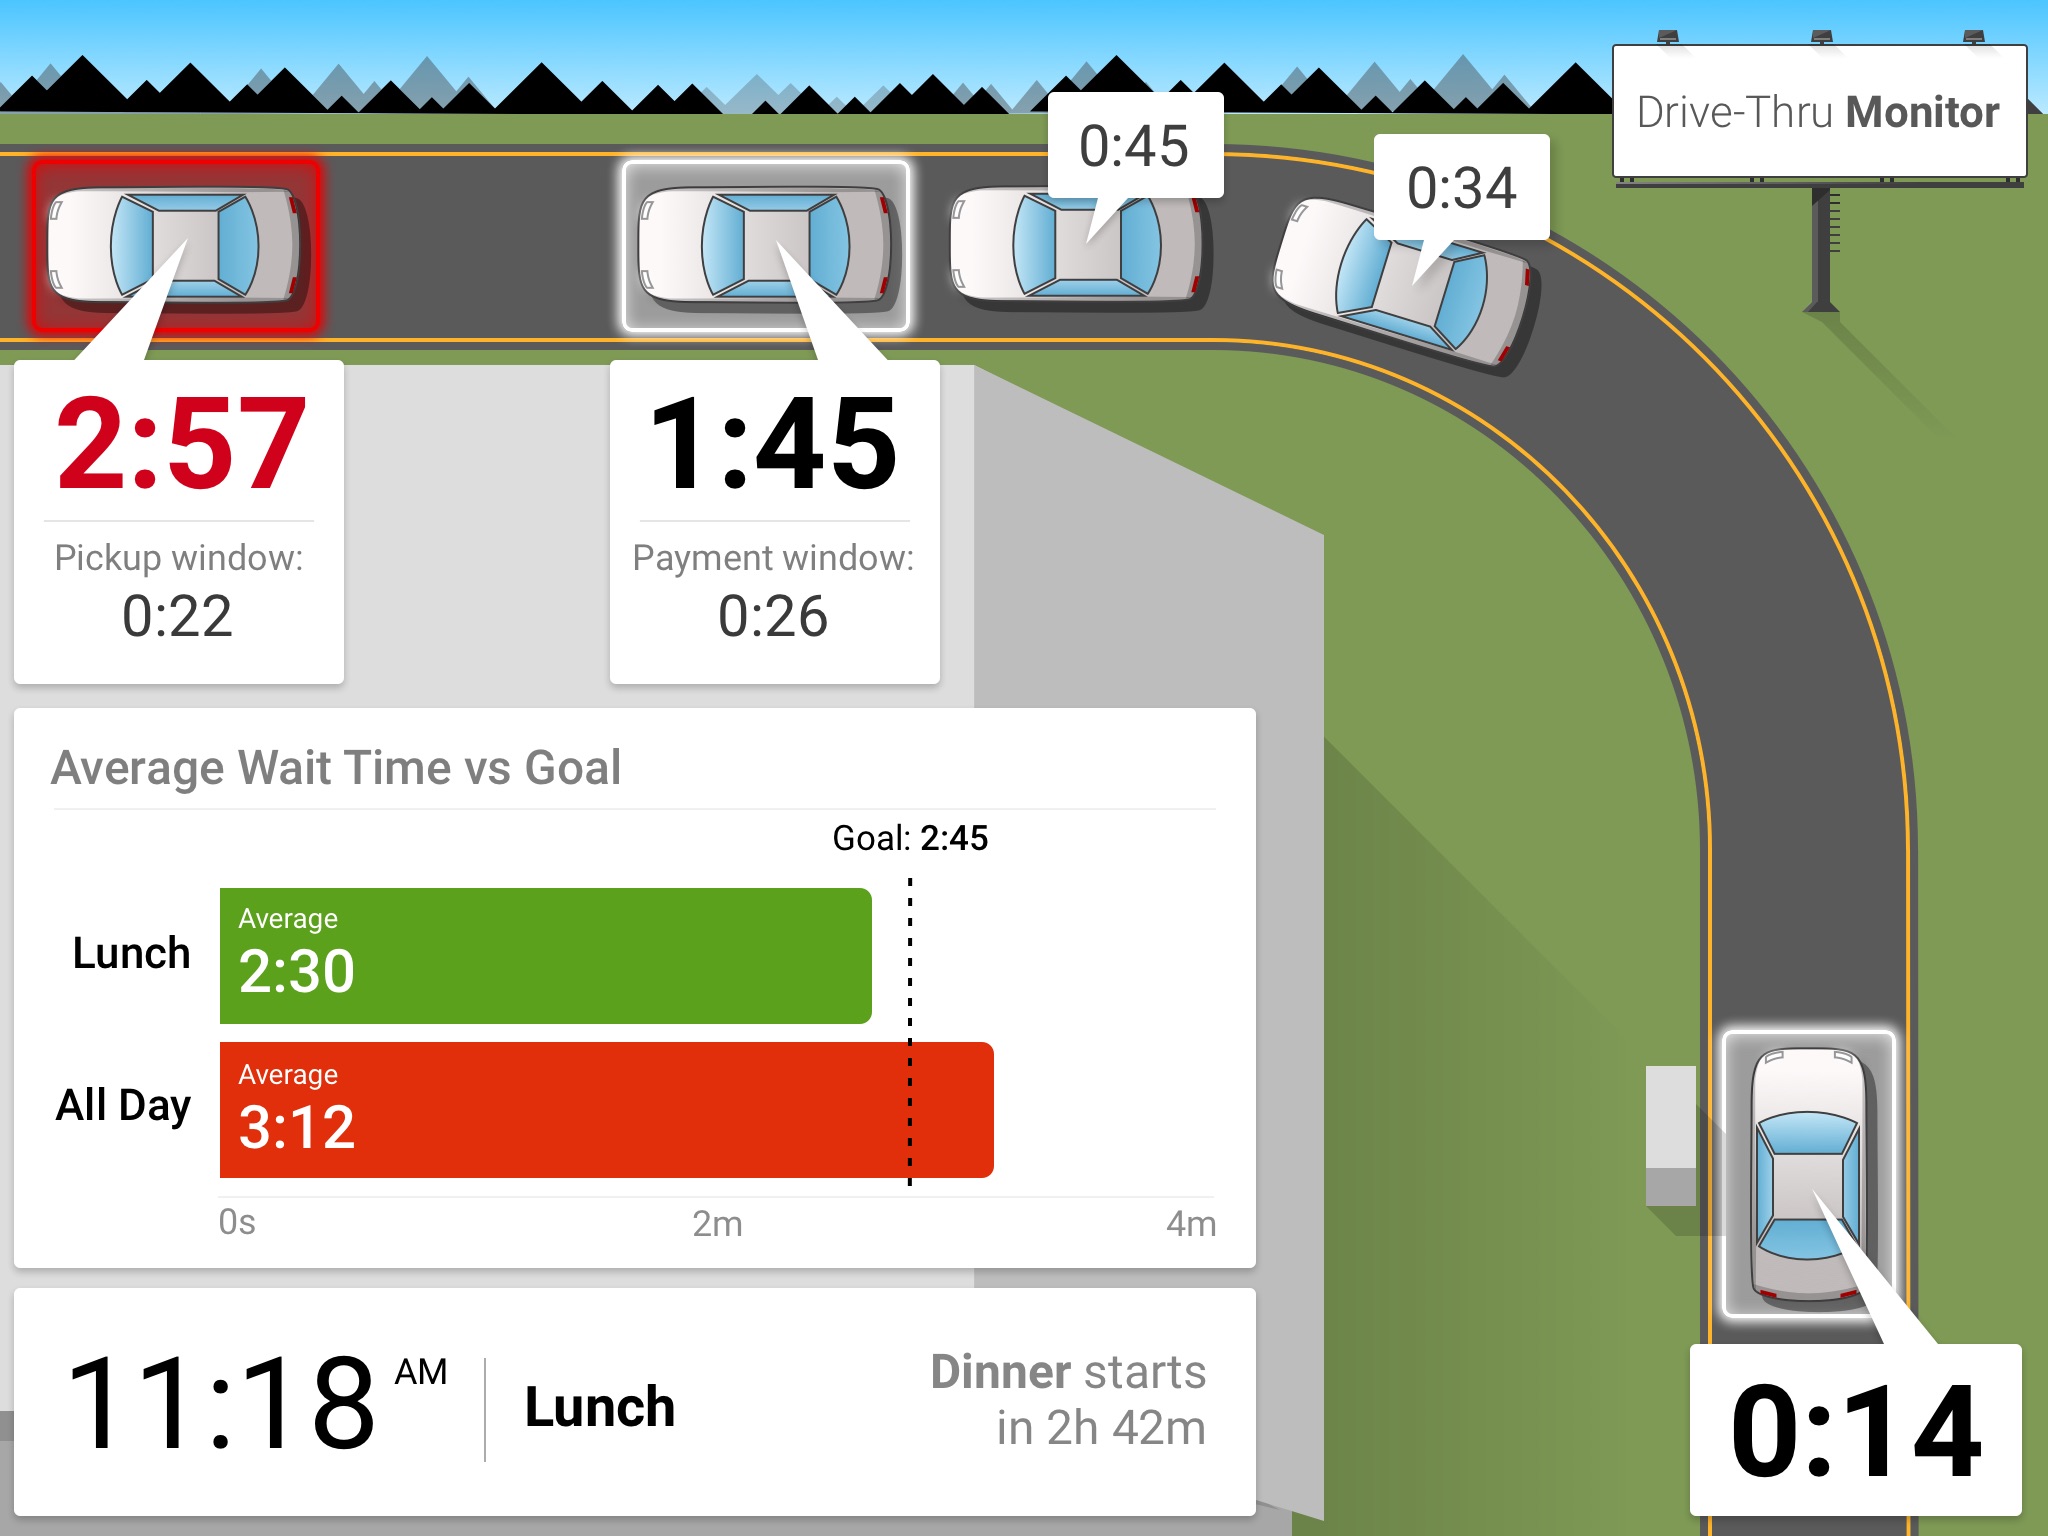 Drive-Thru Monitor
0:45
0:34
2:57
Pickup window:
0:22
1:45
Payment window:
0:26
Average Wait Time vs Goal
Goal: 2:45
Lunch
Average
2:30
All Day
Average
3:12
0s 2m 4m
11:18 AM
Lunch
Dinner starts
in 2h 42m
0:14